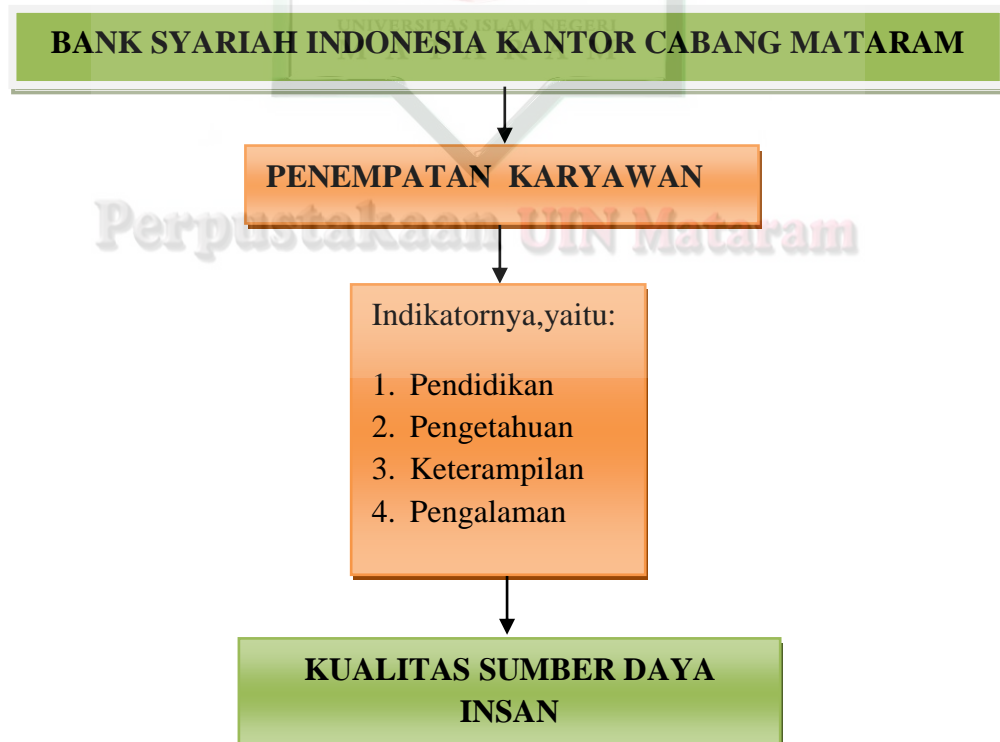 UNIVERSITAS ISLAM NEGERI
MATARAM
BANK SYARIAH INDONESIA KANTOR CABANG MATARAM
PENEMPATAN KARYAWAN
Perpustakaan UIN Mataram
Indikatornya,yaitu:
1. Pendidikan
2. Pengetahuan
3. Keterampilan
4. Pengalaman
KUALITAS SUMBER DAYA
INSAN